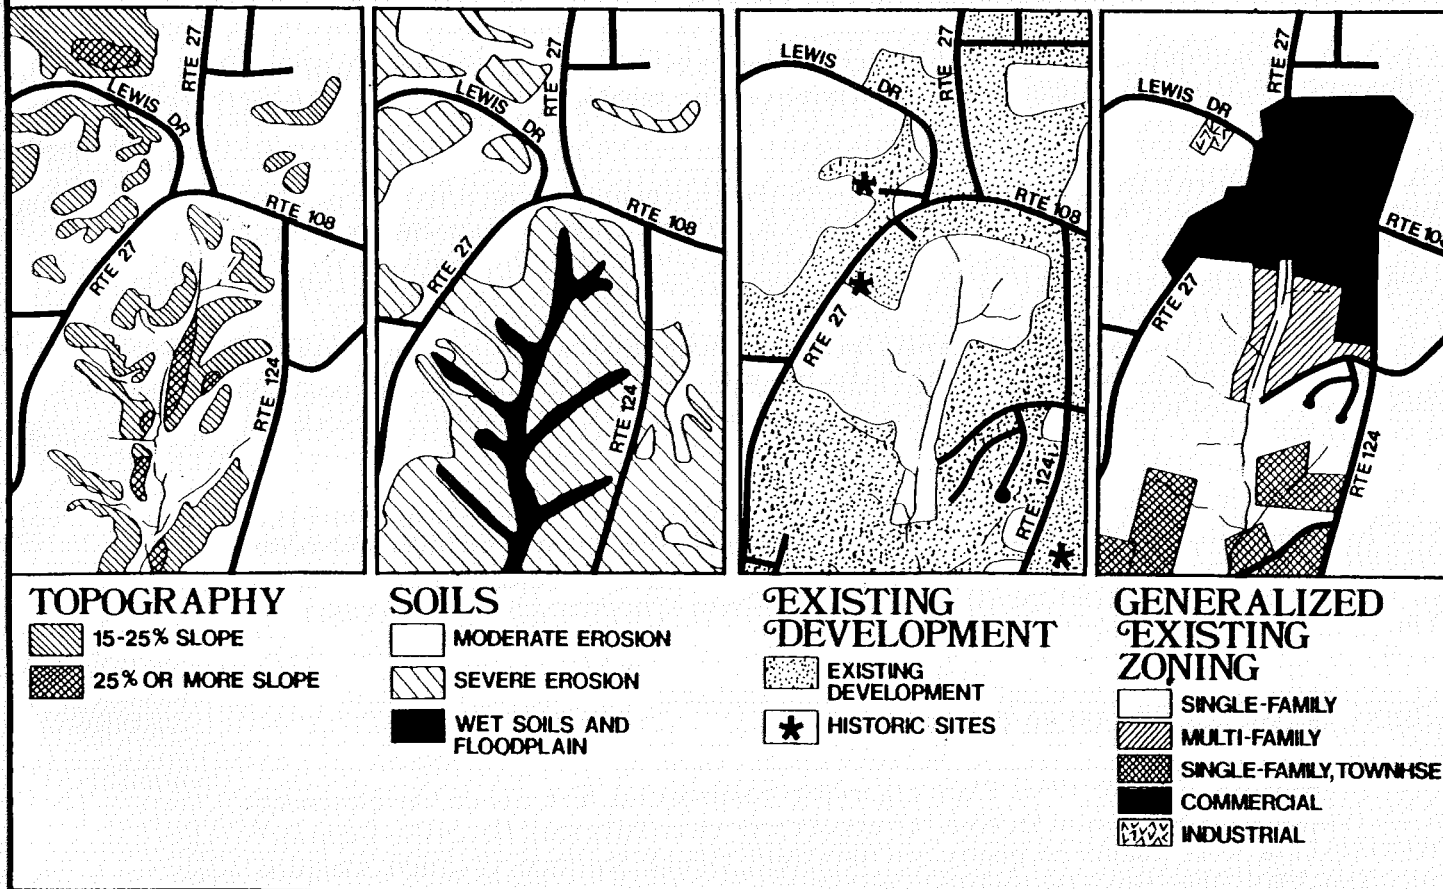 RTE 27
LEWIS DR
RTE 108
RTE 27
RTE 124
TOPOGRAPHY
15-25% SLOPE
25% OR MORE SLOPE
RTE 27
LEWIS DR
RTE 108
RTE 27
RTE 124
SOILS
MODERATE EROSION
SEVERE EROSION
WET SOILS AND
FLOODPLAIN
RTE 27
LEWIS DR
RTE 108
RTE 27
RTE 124
EXISTING
DEVELOPMENT
EXISTING
DEVELOPMENT
HISTORIC SITES
RTE 27
LEWIS DR
RTE 108
RTE 27
RTE 124
GENERALIZED
EXISTING
ZONING
SINGLE-FAMILY
MULTI-FAMILY
SINGLE-FAMILY, TOWNHSE
COMMERCIAL
INDUSTRIAL